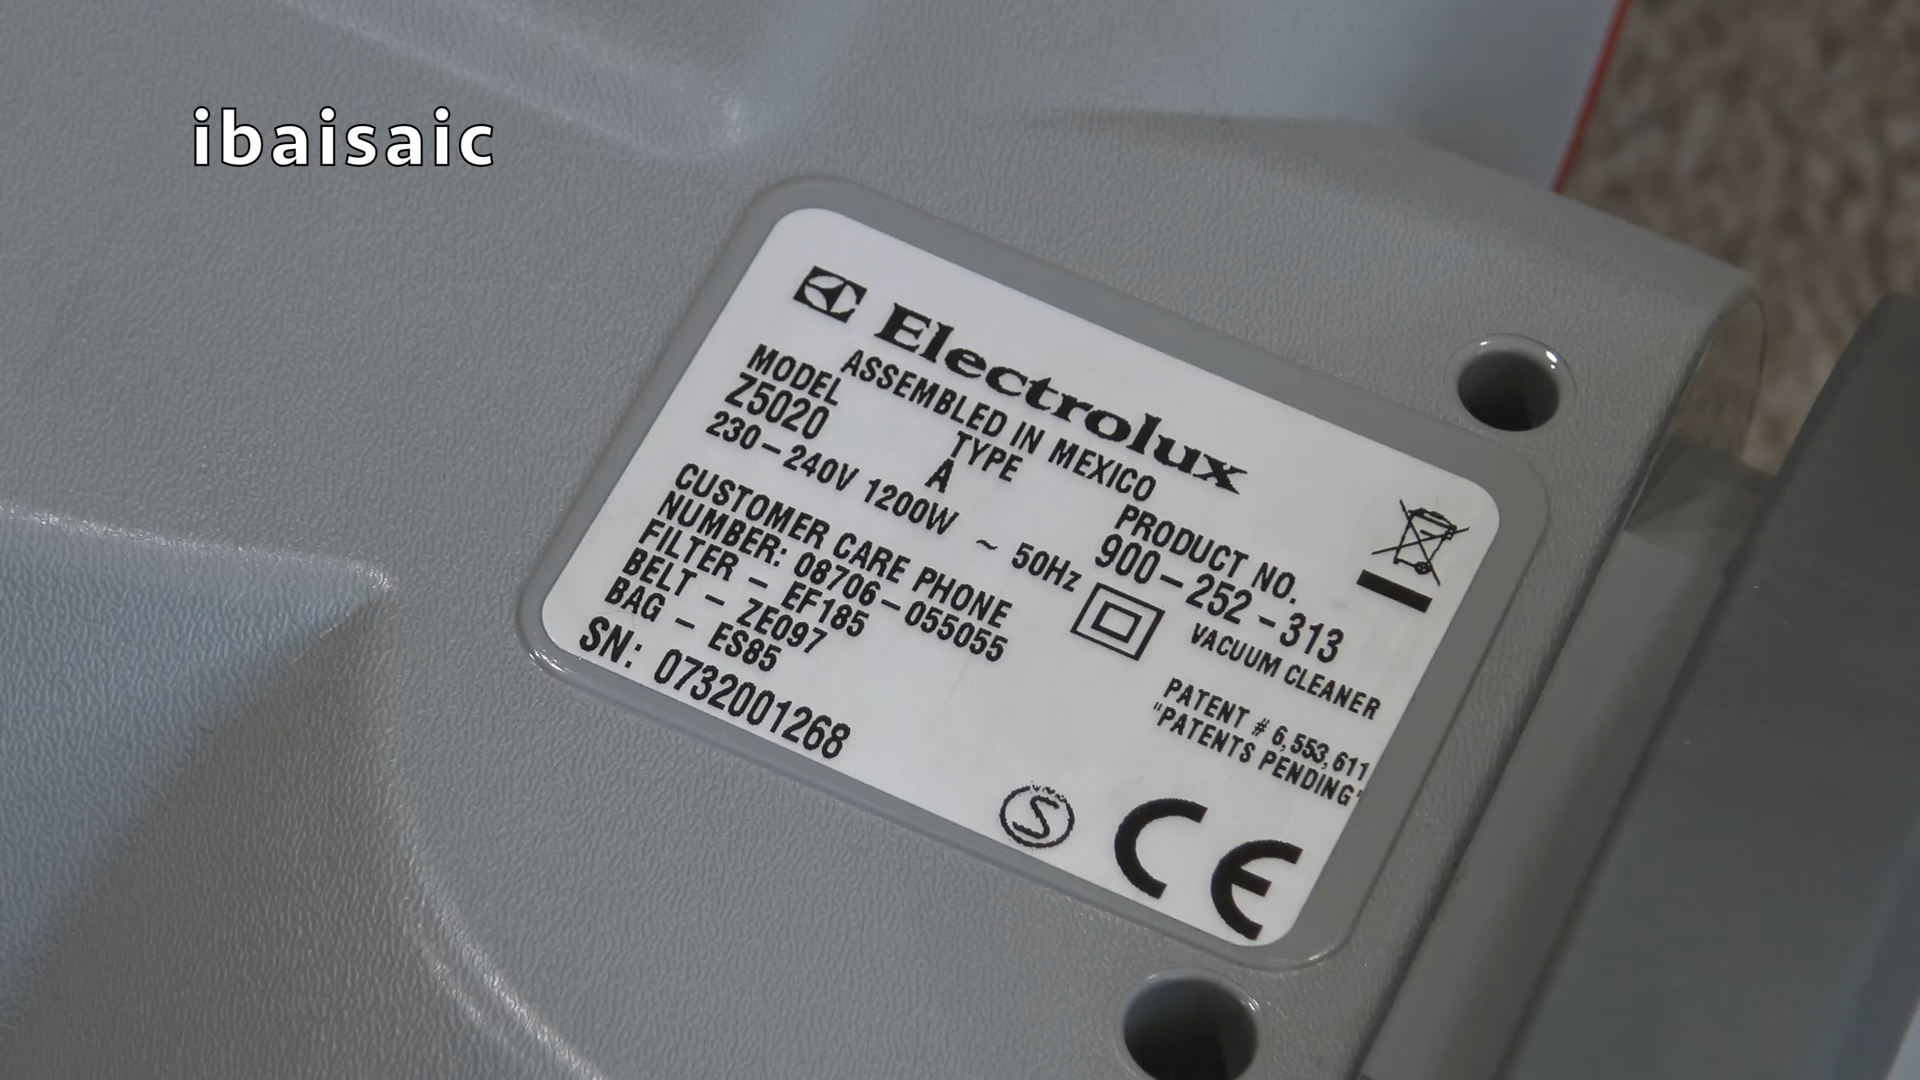 ibaisaic
Electrolux
ASSEMBLED IN MEXICO
MODEL TYPE PRODUCT NO.
Z5020 A 900-252-313
230-240V 1200W ~ 50Hz VACUUM CLEANER
CUSTOMER CARE PHONE
NUMBER: 08706-055055
FILTER - EF185
BELT - ZE097
BAG - ES85
SN: 0732001268
PATENT # 6,553,611
"PATENTS PENDING"
S
CE